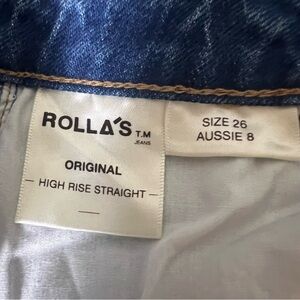 ROLLA'S T.M
JEANS
ORIGINAL
HIGH RISE STRAIGHT
SIZE 26
AUSSIE 8